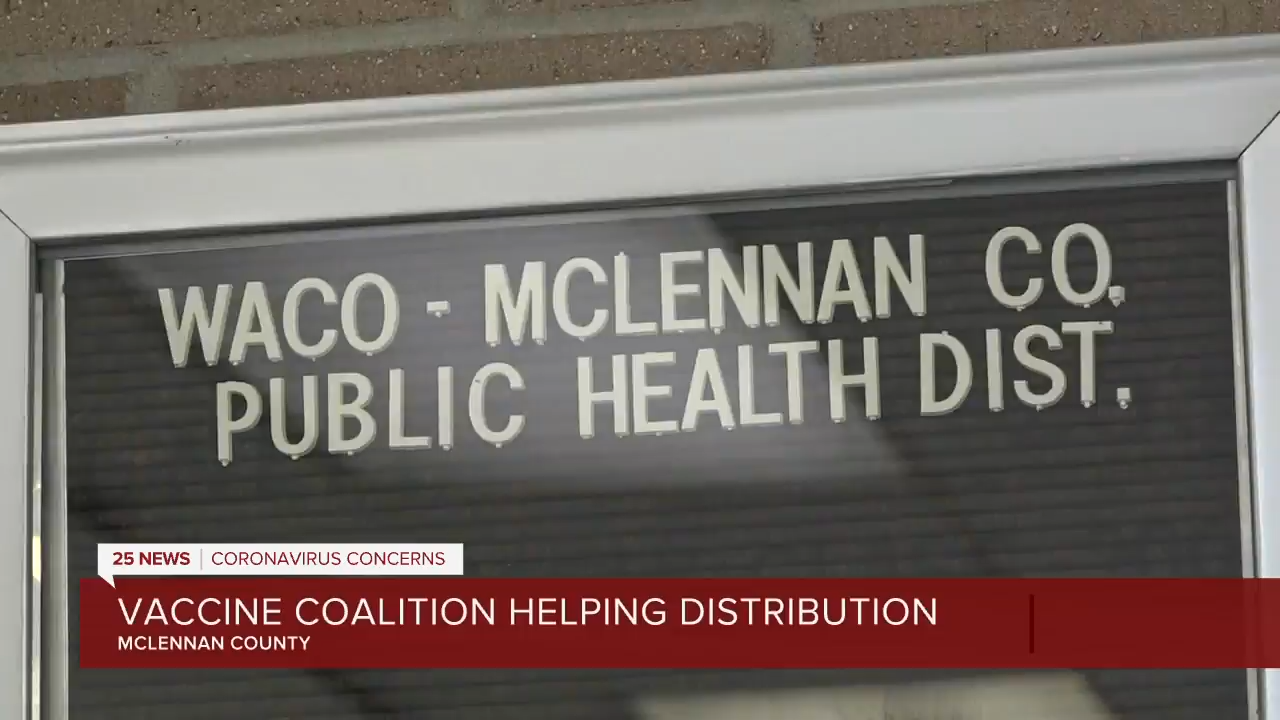 WACO - MCLENNAN CO.
PUBLIC HEALTH DIST.
25 NEWS | CORONAVIRUS CONCERNS
VACCINE COALITION HELPING DISTRIBUTION
MCLENNAN COUNTY